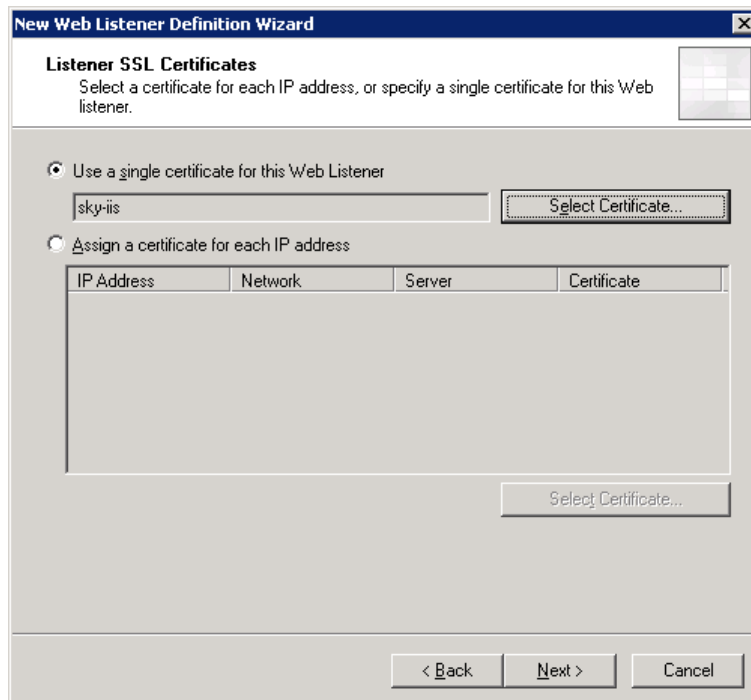 New Web Listener Definition Wizard
Listener SSL Certificates
Select a certificate for each IP address, or specify a single certificate for this Web
listener.
Use a single certificate for this Web Listener
sky-iis
Select Certificate...
Assign a certificate for each IP address
IP Address Network Server Certificate
Select Certificate...
< Back Next > Cancel